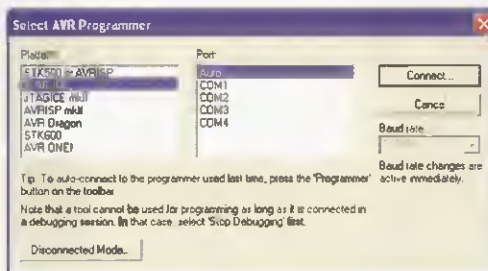 Select AVR Programmer
Platform
Port
STK500 or AVRISP
JTAGICE mkII
AVRISP mkII
AVR Dragon
STK600
AVR ONE!
Auto
COM1
COM2
COM3
COM4
Connect...
Cancel
Baud rate
Baud rate changes are active immediately.
Tip: To auto-connect to the programmer used last time, press the 'Programmer' button on the toolbar
Note that a tool cannot be used for programming as long as it is connected in a debugging session. In that case, select 'Stop Debugging' first.
Disconnected Mode...